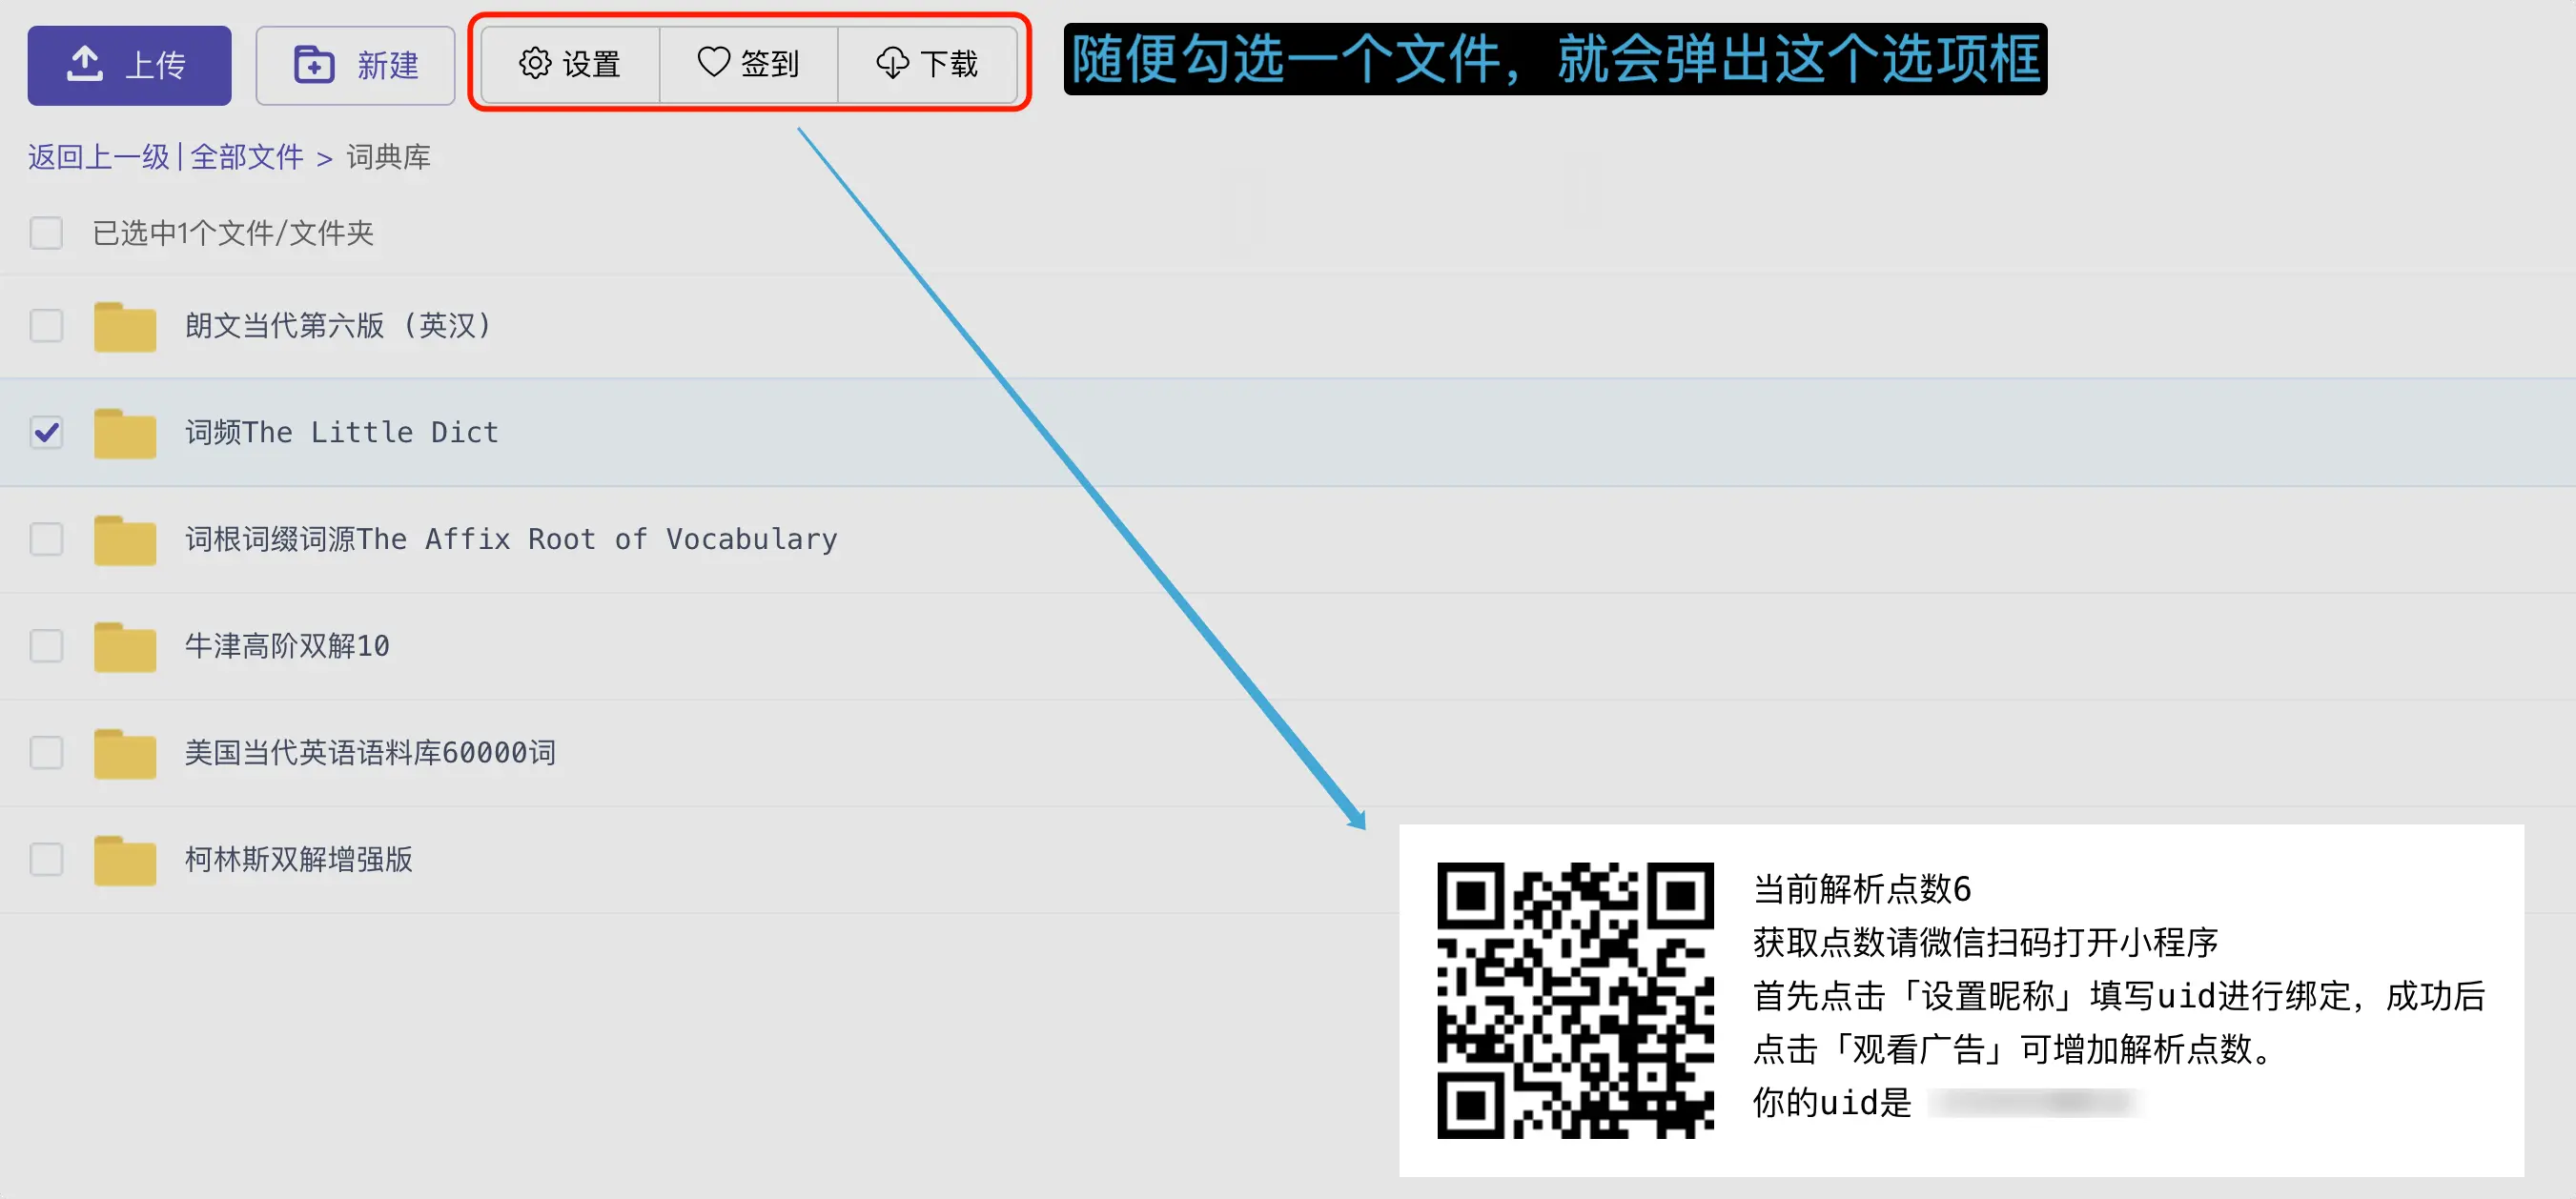 上传
新建
设置
签到
下载
随便勾选一个文件，就会弹出这个选项框
返回上一级|全部文件 > 词典库
已选中1个文件/文件夹
朗文当代第六版 (英汉)
词频The Little Dict
词根词缀词源The Affix Root of Vocabulary
牛津高阶双解10
美国当代英语语料库60000词
柯林斯双解增强版
当前解析点数6
获取点数请微信扫码打开小程序
首先点击「设置昵称」填写uid进行绑定，成功后
点击「观看广告」可增加解析点数。
你的uid是